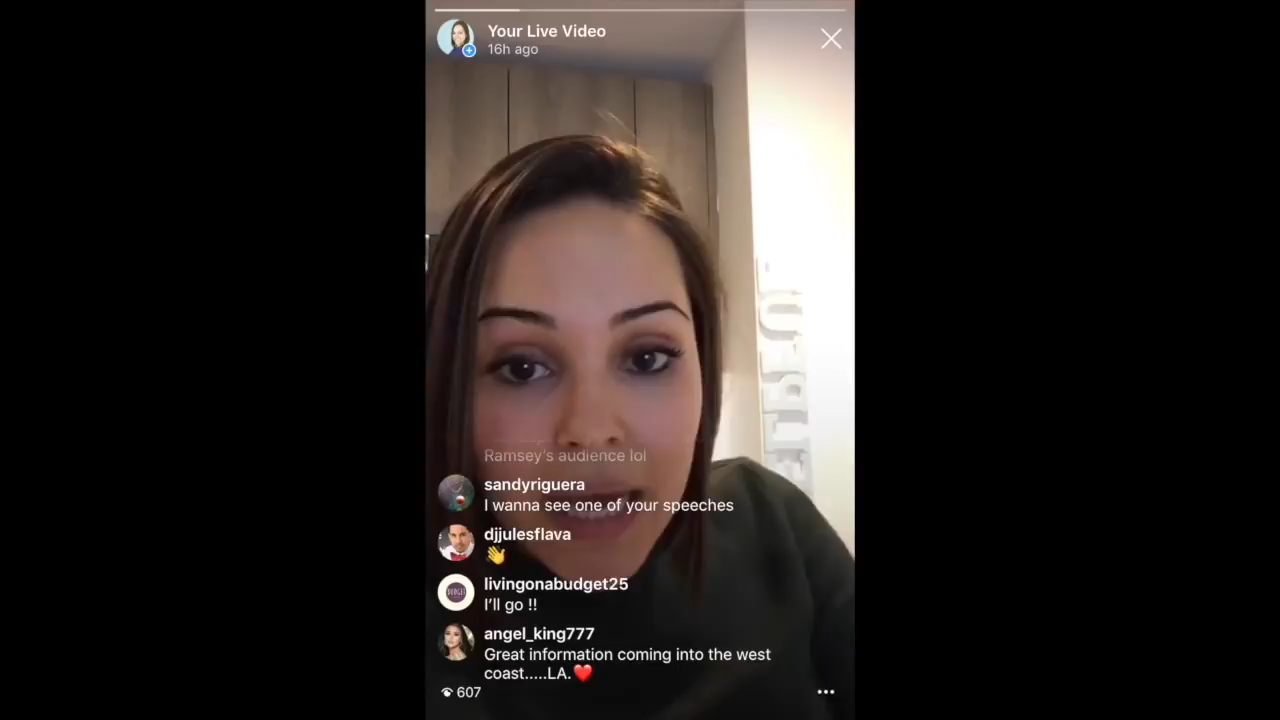 Your Live Video
16h ago
Ramsey's audience lol
sandyriguera
I wanna see one of your speeches
djjulesflava
👋
livingonabudget25
I'll go !!
angel_king777
Great information coming into the west
coast.....LA.❤️
607